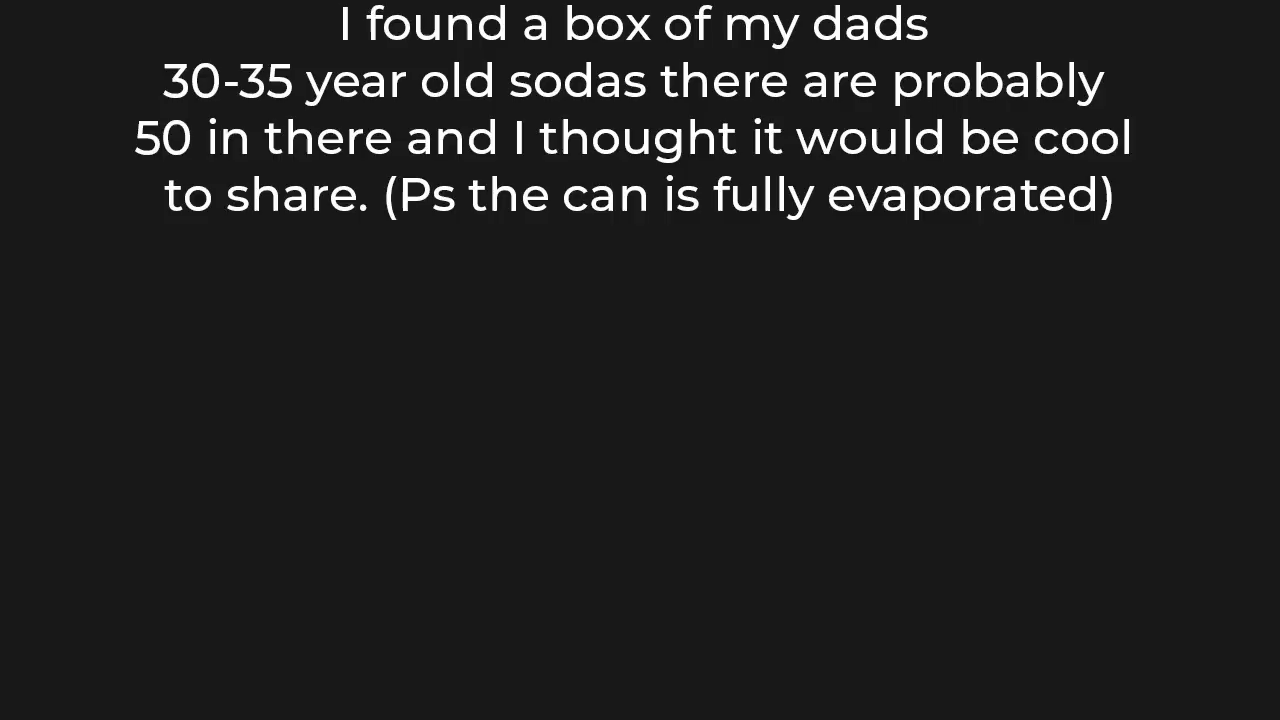 I found a box of my dads
30-35 year old sodas there are probably
50 in there and I thought it would be cool
to share. (Ps the can is fully evaporated)